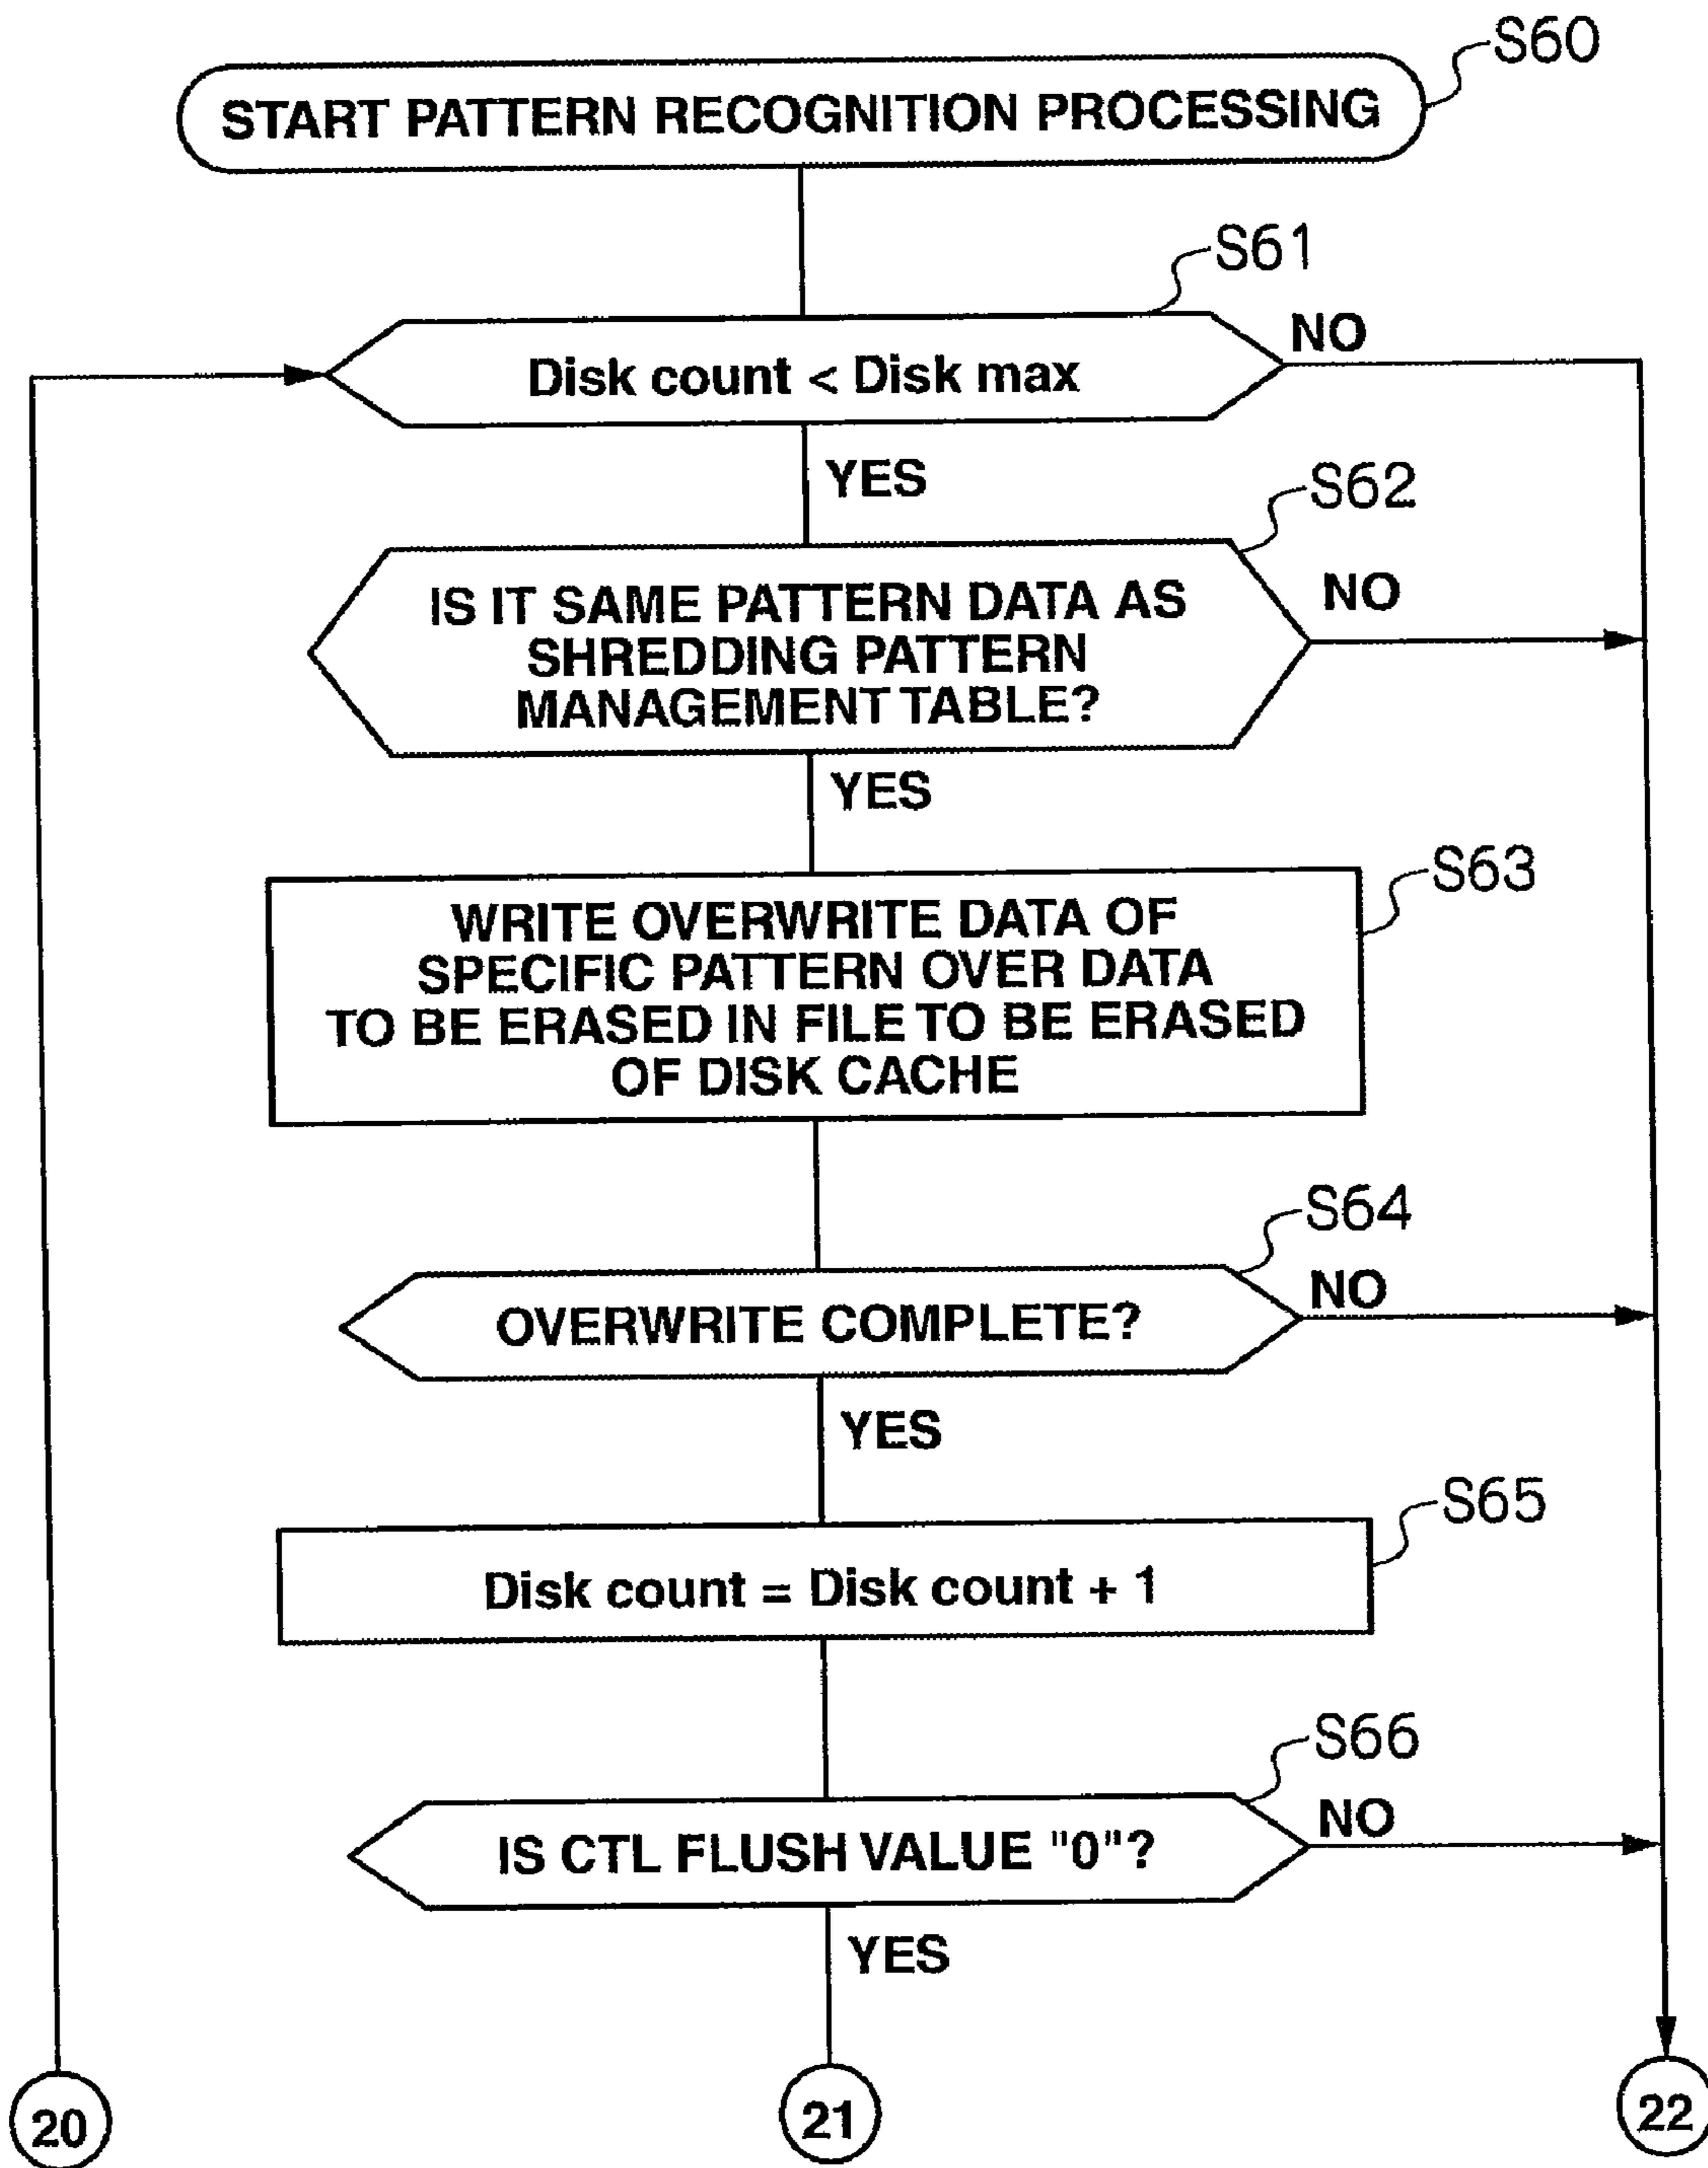 S60
START PATTERN RECOGNITION PROCESSING
S61
NO
Disk count < Disk max
YES
S62
NO
IS IT SAME PATTERN DATA AS
SHREDDING PATTERN
MANAGEMENT TABLE?
YES
S63
WRITE OVERWRITE DATA OF
SPECIFIC PATTERN OVER DATA
TO BE ERASED IN FILE TO BE ERASED
OF DISK CACHE
S64
NO
OVERWRITE COMPLETE?
YES
S65
Disk count = Disk count + 1
S66
NO
IS CTL FLUSH VALUE "0"?
YES
20
21
22